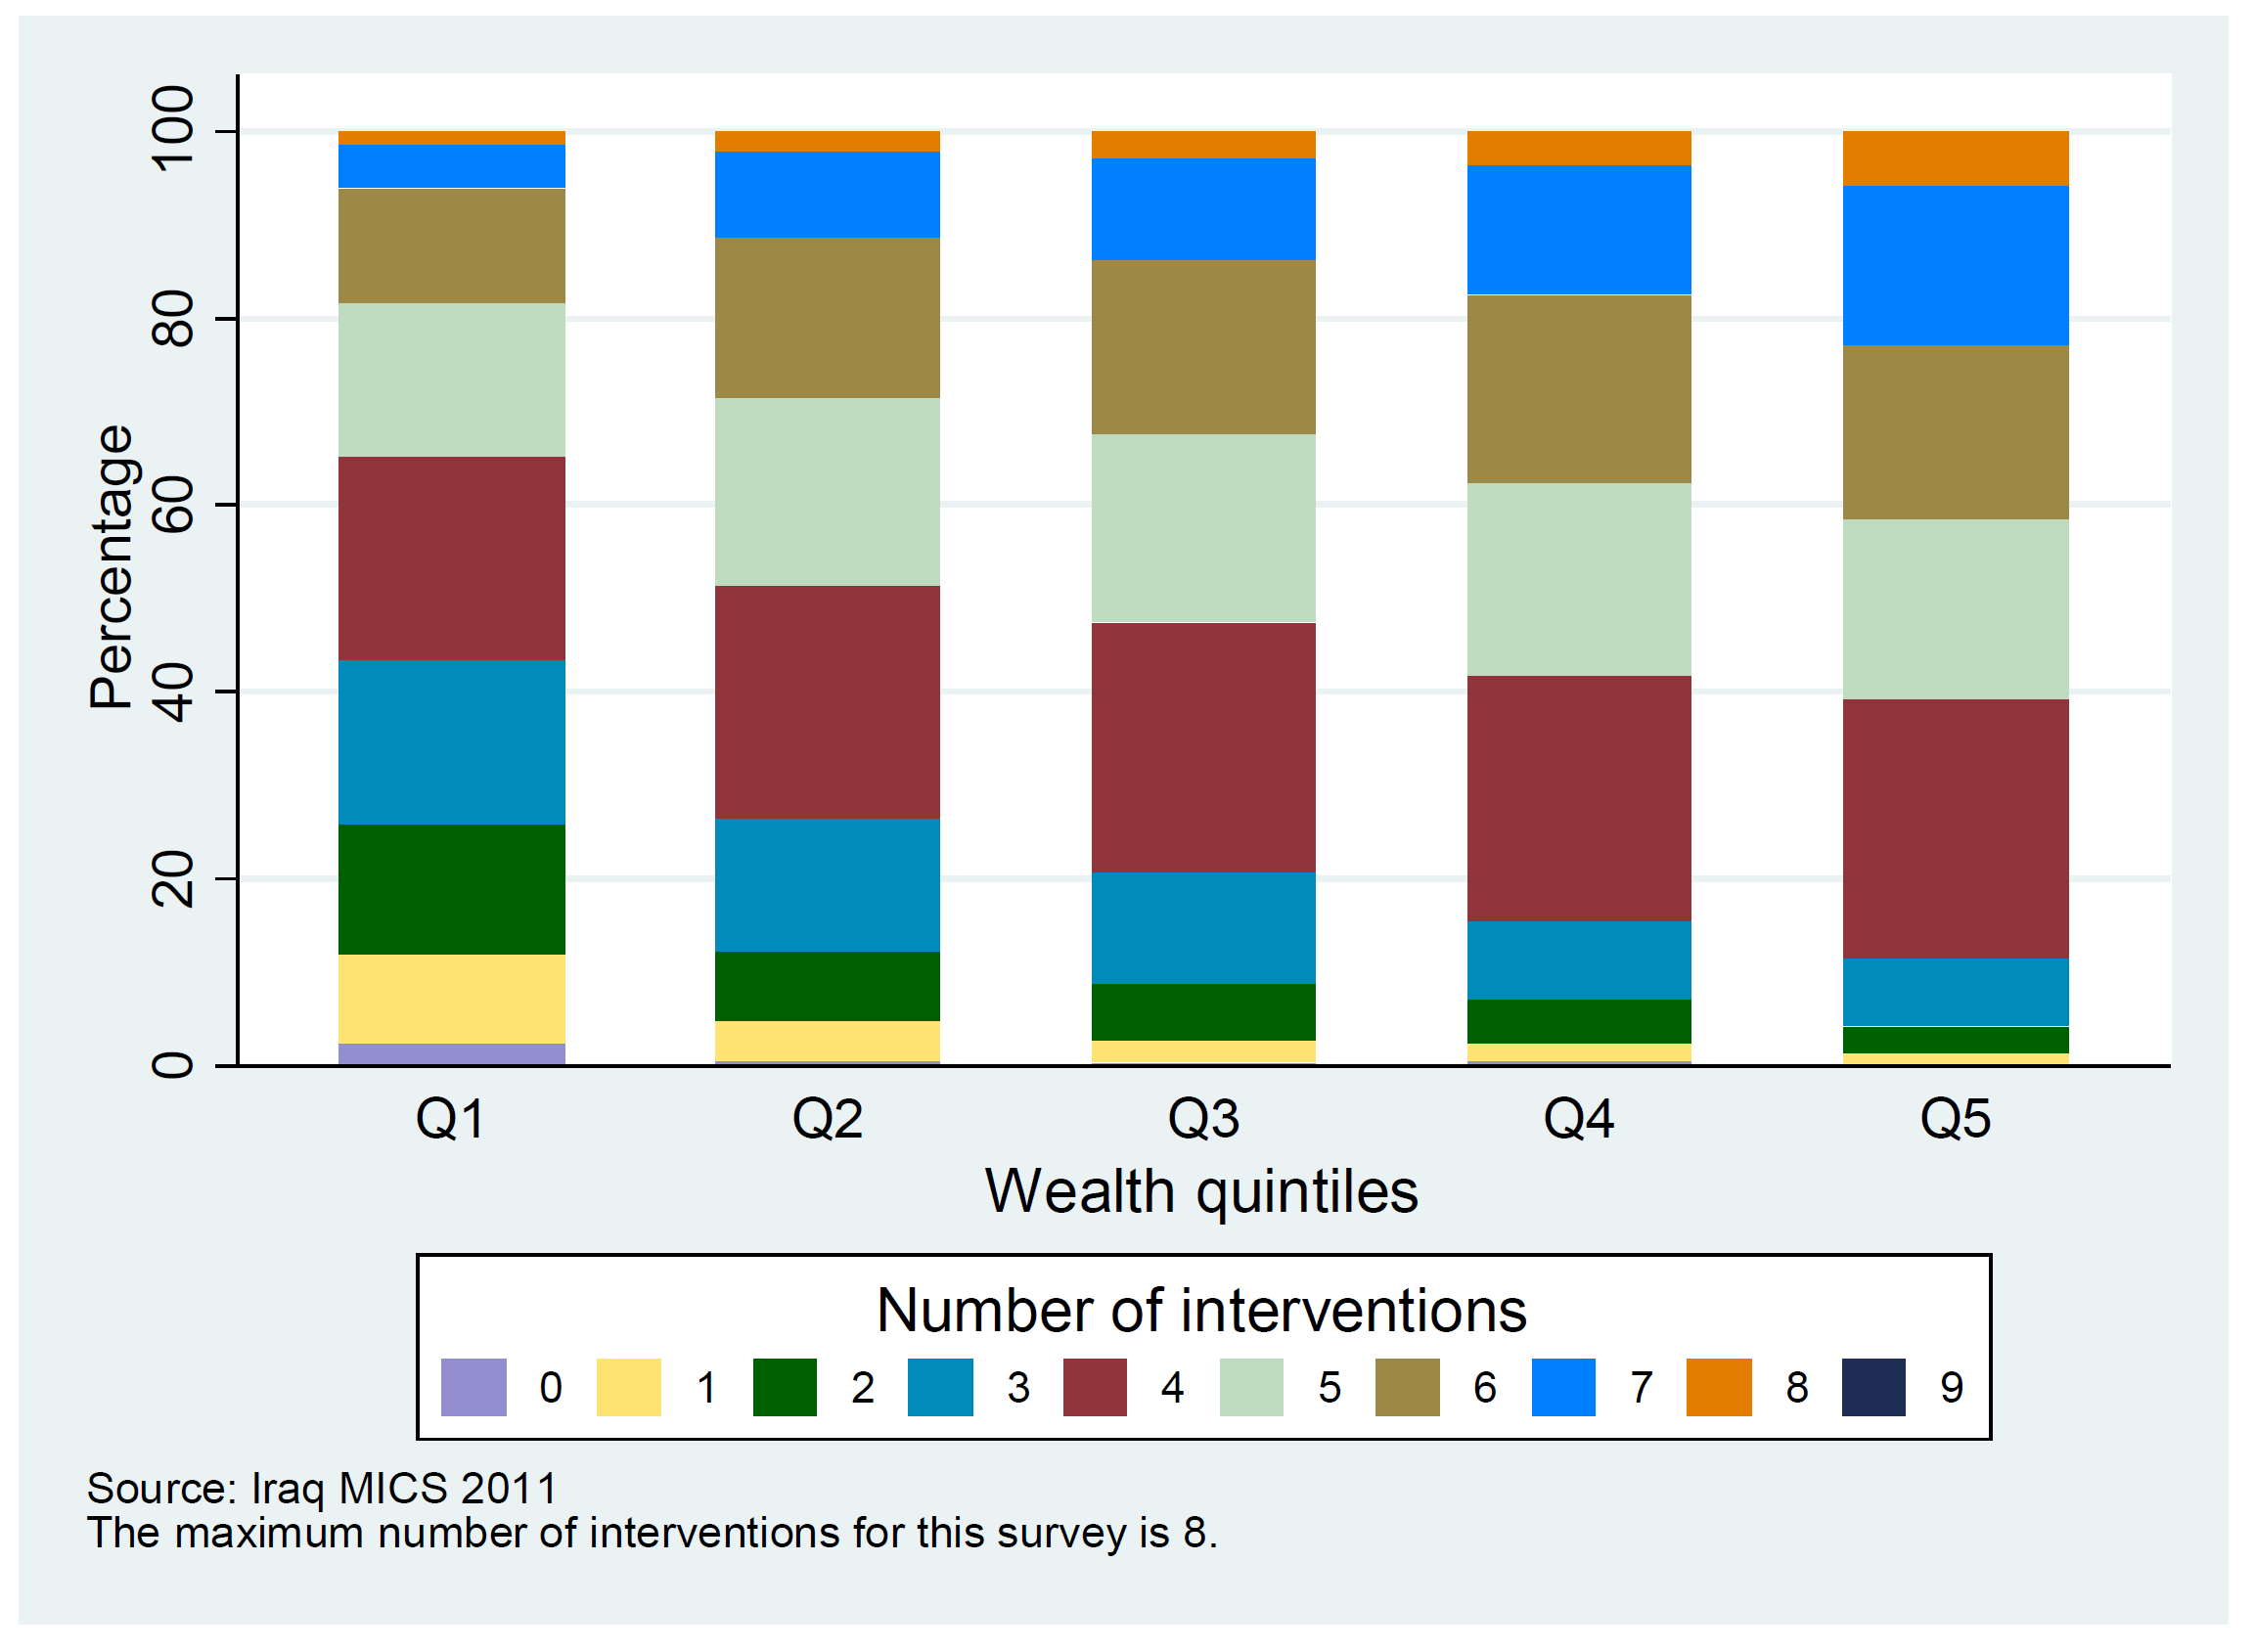 100
80
60
40
20
0
Percentage
Q1 Q2 Q3 Q4 Q5
Wealth quintiles
Number of interventions
0 1 2 3 4 5 6 7 8 9
Source: Iraq MICS 2011
The maximum number of interventions for this survey is 8.